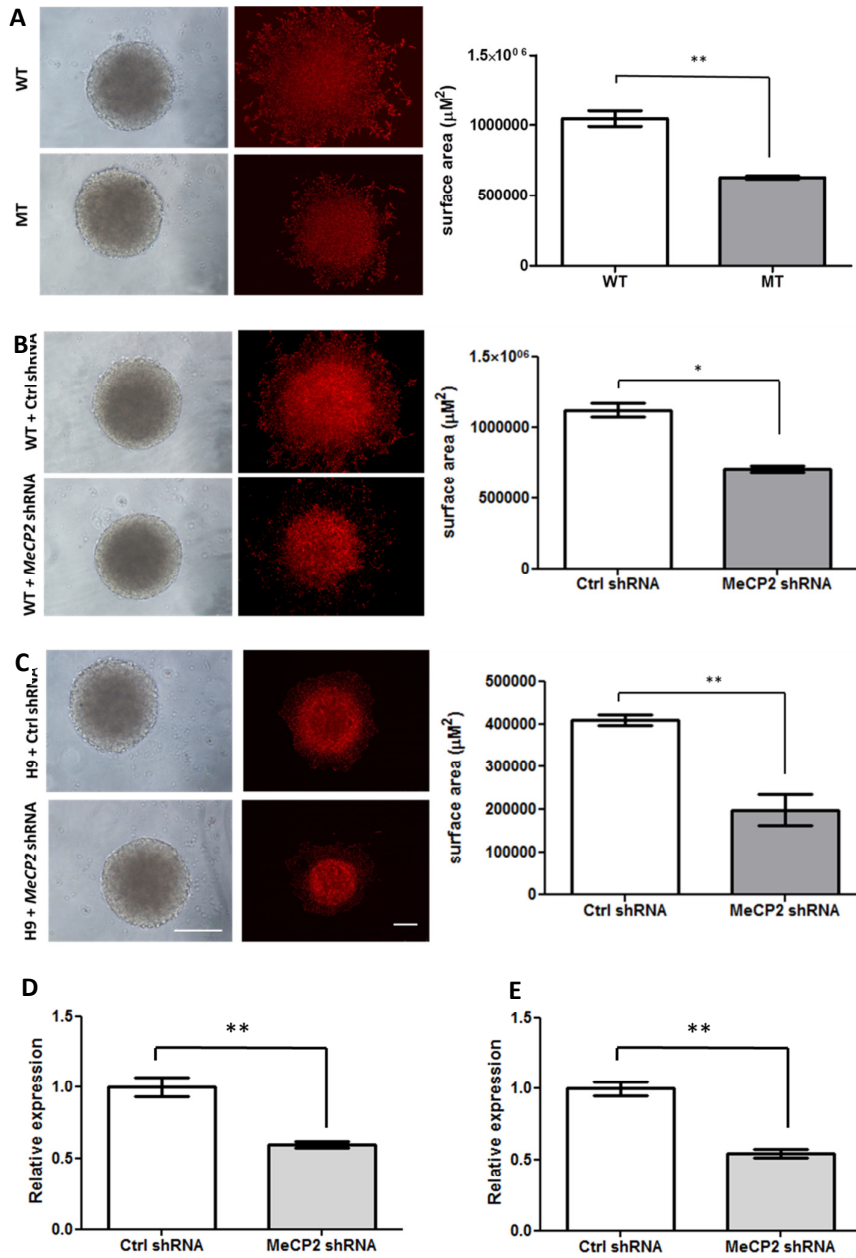 A
WT
MT
surface area (µM²)
1.5×10⁰⁶
1000000
500000
0
**
WT MT
B
WT + Ctrl shRNA
WT + MeCP2 shRNA
surface area (µM²)
1.5×10⁰⁶
1000000
500000
0
*
Ctrl shRNA MeCP2 shRNA
C
H9 + Ctrl shRNA
H9 + MeCP2 shRNA
surface area (µM²)
500000
400000
300000
200000
100000
0
**
Ctrl shRNA MeCP2 shRNA
D
Relative expression
1.5
1.0
0.5
0.0
**
Ctrl shRNA MeCP2 shRNA
E
Relative expression
1.5
1.0
0.5
0.0
**
Ctrl shRNA MeCP2 shRNA